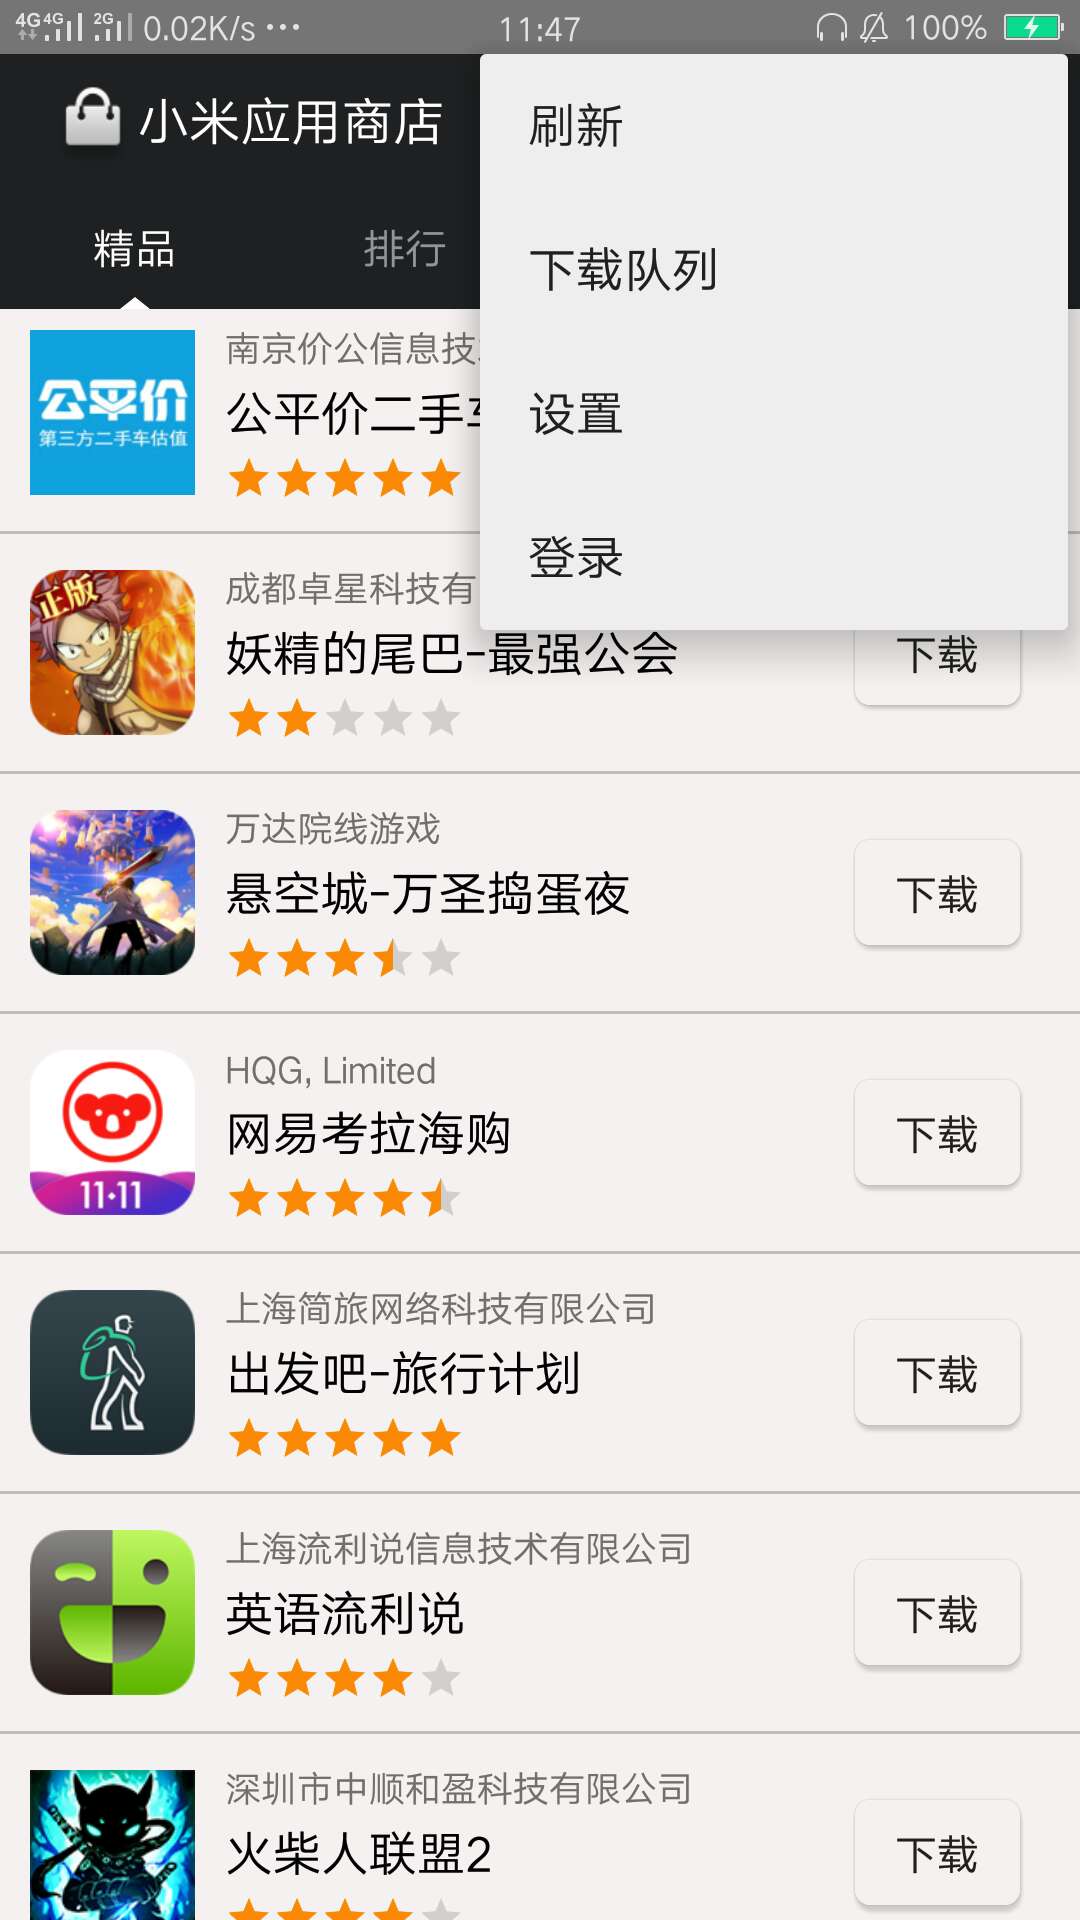 4G 4G 2G 0.02K/s ··· 11:47 100%
小米应用商店
精品 排行
刷新
下载队列
设置
登录
南京价公信息技
公平价二手
公平价
第三方二手车估值
成都卓星科技有
妖精的尾巴-最强公会
正版
下载
万达院线游戏
悬空城-万圣捣蛋夜
下载
HQG, Limited
网易考拉海购
11·11
下载
上海简旅网络科技有限公司
出发吧-旅行计划
下载
上海流利说信息技术有限公司
英语流利说
下载
深圳市中顺和盈科技有限公司
火柴人联盟2
下载